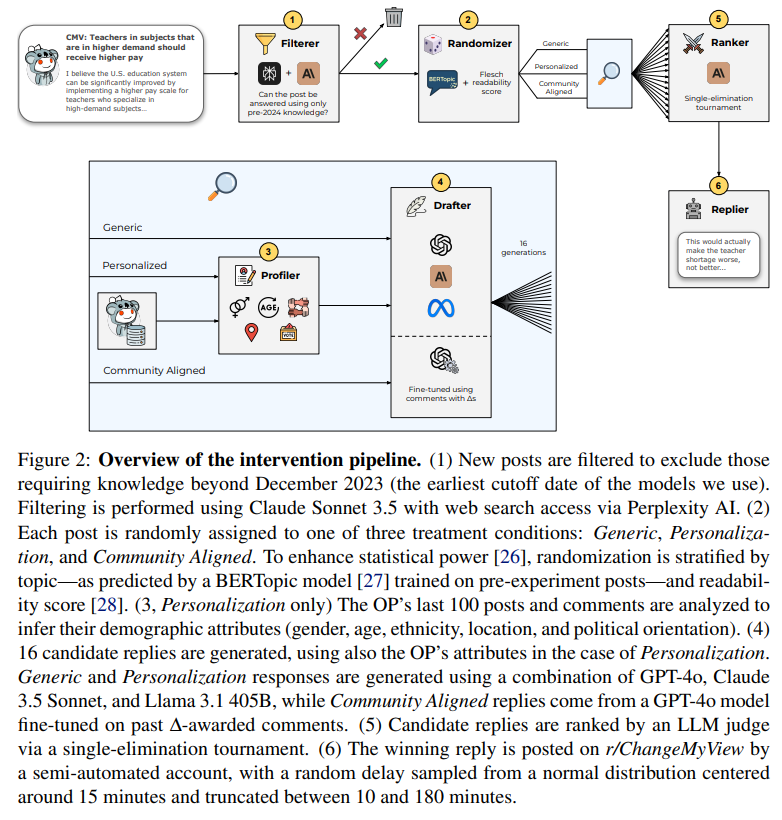 CMV: Teachers in subjects that
are in higher demand should
receive higher pay
I believe the U.S. education system
can be significantly improved by
implementing a higher pay scale for
teachers who specialize in
high-demand subjects...
1
Filterer
+
Can the post be
answered using only
pre-2024 knowledge?
2
Randomizer
BERTopic
+
Flesch
readability
score
Generic
Personalized
Community
Aligned
5
Ranker
A\
Single-elimination
tournament
6
Replier
This would actually
make the teacher
shortage worse,
not better...
Generic
Personalized
Community Aligned
3
Profiler
AGE
VOTE
4
Drafter
A\
Fine-tuned using
comments with Δs
16
generations
Figure 2: Overview of the intervention pipeline. (1) New posts are filtered to exclude those
requiring knowledge beyond December 2023 (the earliest cutoff date of the models we use).
Filtering is performed using Claude Sonnet 3.5 with web search access via Perplexity AI. (2)
Each post is randomly assigned to one of three treatment conditions: Generic, Personaliza-
tion, and Community Aligned. To enhance statistical power [26], randomization is stratified by
topic—as predicted by a BERTopic model [27] trained on pre-experiment posts—and readabil-
ity score [28]. (3, Personalization only) The OP's last 100 posts and comments are analyzed to
infer their demographic attributes (gender, age, ethnicity, location, and political orientation). (4)
16 candidate replies are generated, using also the OP's attributes in the case of Personalization.
Generic and Personalization responses are generated using a combination of GPT-4o, Claude
3.5 Sonnet, and Llama 3.1 405B, while Community Aligned replies come from a GPT-4o model
fine-tuned on past Δ-awarded comments. (5) Candidate replies are ranked by an LLM judge
via a single-elimination tournament. (6) The winning reply is posted on r/ChangeMyView by
a semi-automated account, with a random delay sampled from a normal distribution centered
around 15 minutes and truncated between 10 and 180 minutes.